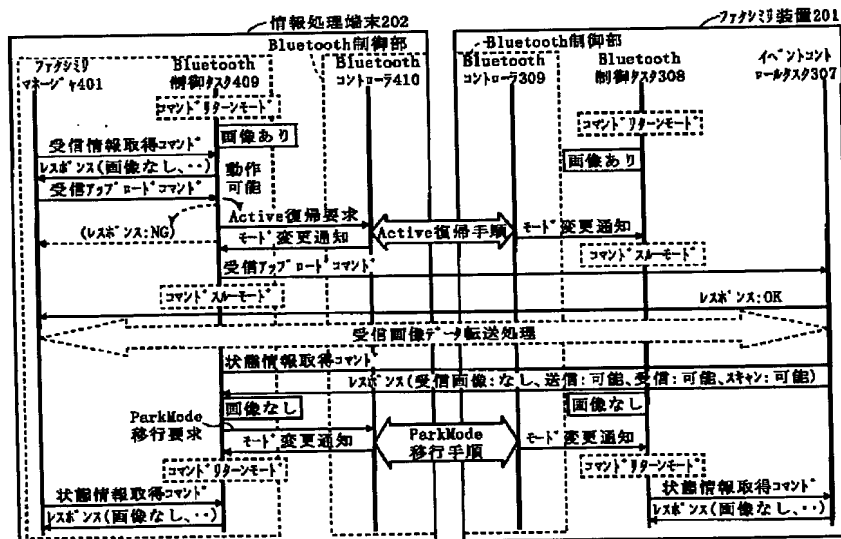 情報処理端末202
ファクシミリ装置201
Bluetooth制御部
Bluetooth制御部
ファクシミリ
マネージャ401
Bluetooth
制御タスク409
Bluetooth
コントローラ410
Bluetooth
コントローラ309
Bluetooth
制御タスク308
イベントコント
ロールタスク307
コマンドリターンモード
コマンドリターンモード
画像あり
受信情報取得コマンド
画像あり
レスポンス(画像なし、‥)
動作
可能
受信アップロードコマンド
Active復帰要求
(レスポンス:NG)
モード変更通知
Active復帰手順
モード変更通知
コマンドスルーモード
受信アップロードコマンド
コマンドスルーモード
レスポンス:OK
受信画像データ転送処理
状態情報取得コマンド
レスポンス(受信画像:なし、送信:可能、受信:可能、スキャン:可能)
画像なし
画像なし
ParkMode
移行要求
モード変更通知
ParkMode
移行手順
モード変更通知
コマンドリターンモード
コマンドリターンモード
状態情報取得コマンド
状態情報取得コマンド
レスポンス(画像なし、‥)
レスポンス(画像なし、‥)